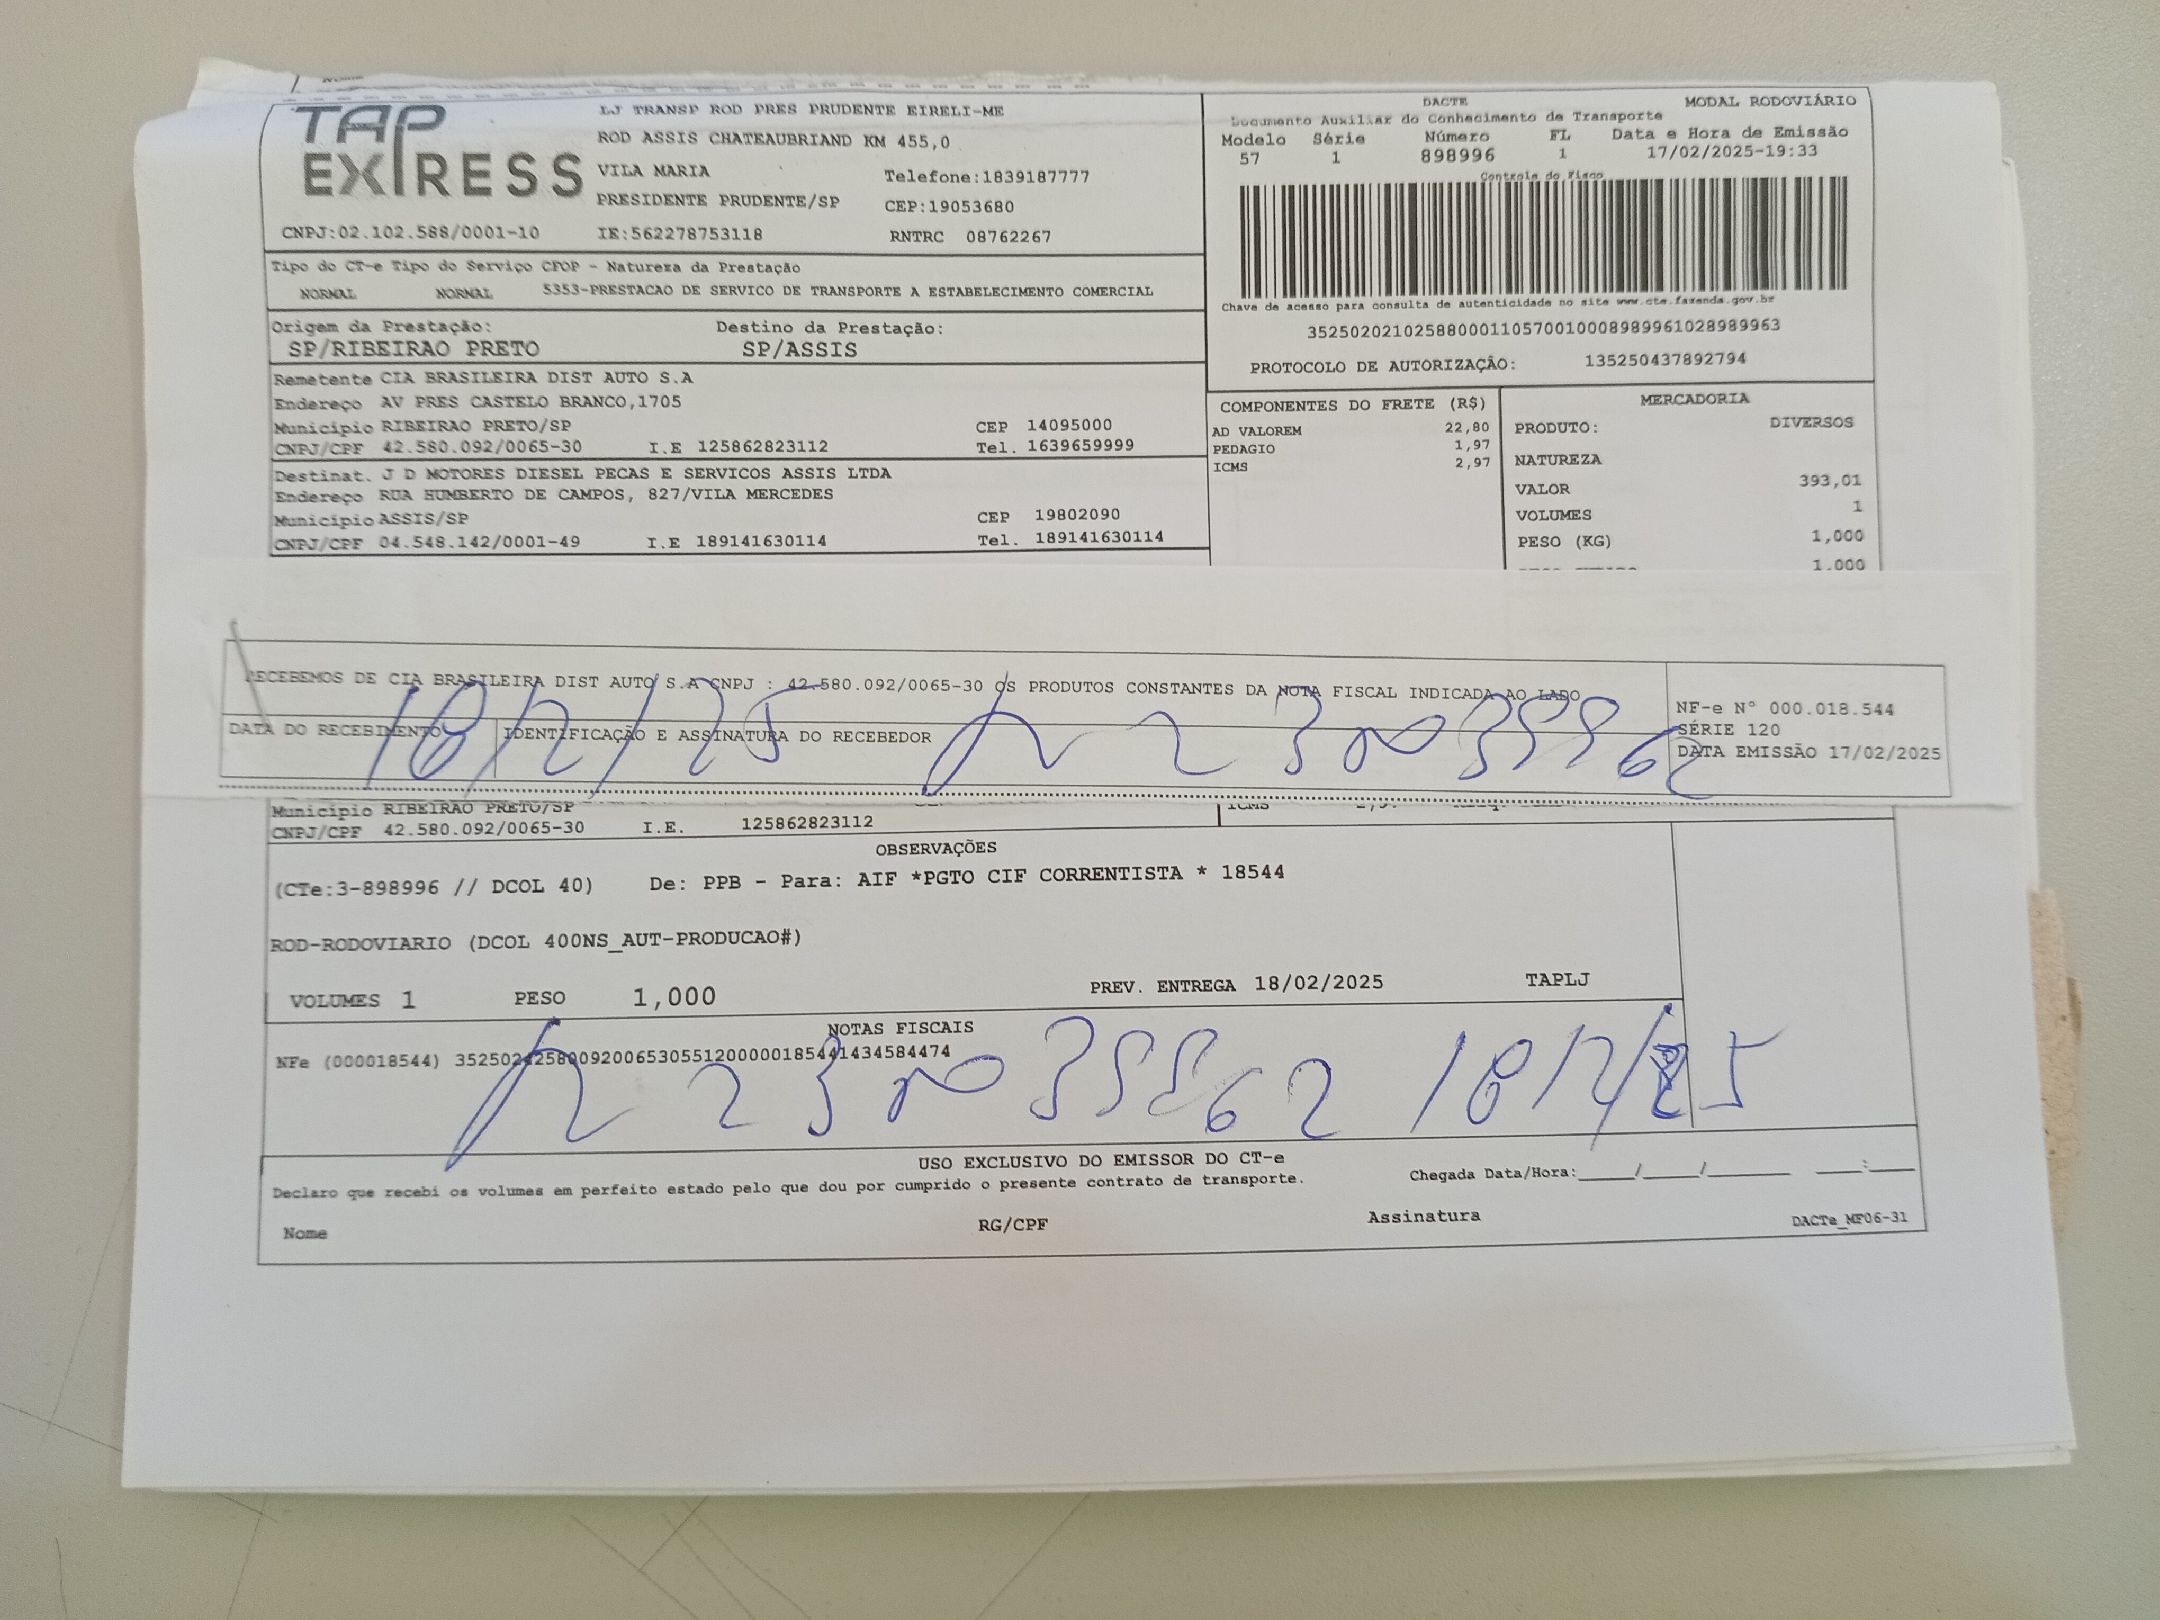 TAP EXPRESS
LJ TRANSP ROD PRES PRUDENTE EIRELI-ME
ROD ASSIS CHATEAUBRIAND KM 455,0
VILA MARIA Telefone:1839187777
PRESIDENTE PRUDENTE/SP CEP:19053680
CNPJ:02.102.588/0001-10 IE:562278753118 RNTRC 08762267
DACTE MODAL RODOVIÁRIO
Documento Auxiliar do Conhecimento de Transporte
Modelo Série Número FL Data e Hora de Emissão
57 1 898996 1 17/02/2025-19:33
Controle do Fisco
Chave de acesso para consulta de autenticidade no site www.cte.fazenda.gov.br
35250202102588000110570010008989961028989963
PROTOCOLO DE AUTORIZAÇÃO: 135250437892794
Tipo do CT-e Tipo do Serviço CFOP - Natureza da Prestação
NORMAL NORMAL 5353-PRESTACAO DE SERVICO DE TRANSPORTE A ESTABELECIMENTO COMERCIAL
Origem da Prestação: Destino da Prestação:
SP/RIBEIRAO PRETO SP/ASSIS
Remetente CIA BRASILEIRA DIST AUTO S.A
Endereço AV PRES CASTELO BRANCO,1705
Município RIBEIRAO PRETO/SP CEP 14095000
CNPJ/CPF 42.580.092/0065-30 I.E 125862823112 Tel. 1639659999
Destinat. J D MOTORES DIESEL PECAS E SERVICOS ASSIS LTDA
Endereço RUA HUMBERTO DE CAMPOS, 827/VILA MERCEDES
Município ASSIS/SP CEP 19802090
CNPJ/CPF 04.548.142/0001-49 I.E 189141630114 Tel. 189141630114
COMPONENTES DO FRETE (R$)
AD VALOREM 22,80
PEDAGIO 1,97
ICMS 2,97
MERCADORIA
PRODUTO: DIVERSOS
NATUREZA
VALOR 393,01
VOLUMES 1
PESO (KG) 1,000
1.000
RECEBEMOS DE CIA BRASILEIRA DIST AUTO S.A CNPJ : 42.580.092/0065-30 OS PRODUTOS CONSTANTES DA NOTA FISCAL INDICADA AO LADO
DATA DO RECEBIMENTO IDENTIFICAÇÃO E ASSINATURA DO RECEBEDOR
18/2/25
NF-e N° 000.018.544
SÉRIE 120
DATA EMISSÃO 17/02/2025
Município RIBEIRAO PRETO/SP
CNPJ/CPF 42.580.092/0065-30 I.E. 125862823112
ICMS
OBSERVAÇÕES
(CTe:3-898996 // DCOL 40) De: PPB - Para: AIF *PGTO CIF CORRENTISTA * 18544
ROD-RODOVIARIO (DCOL 400NS_AUT-PRODUCAO#)
VOLUMES 1 PESO 1,000 PREV. ENTREGA 18/02/2025 TAPLJ
NOTAS FISCAIS
NFe (000018544) 35250242580092006530551200000185441434584474
18/2/25
USO EXCLUSIVO DO EMISSOR DO CT-e
Declaro que recebi os volumes em perfeito estado pelo que dou por cumprido o presente contrato de transporte. Chegada Data/Hora:____/____/______ ___:___
Nome RG/CPF Assinatura DACTe_MF06-31